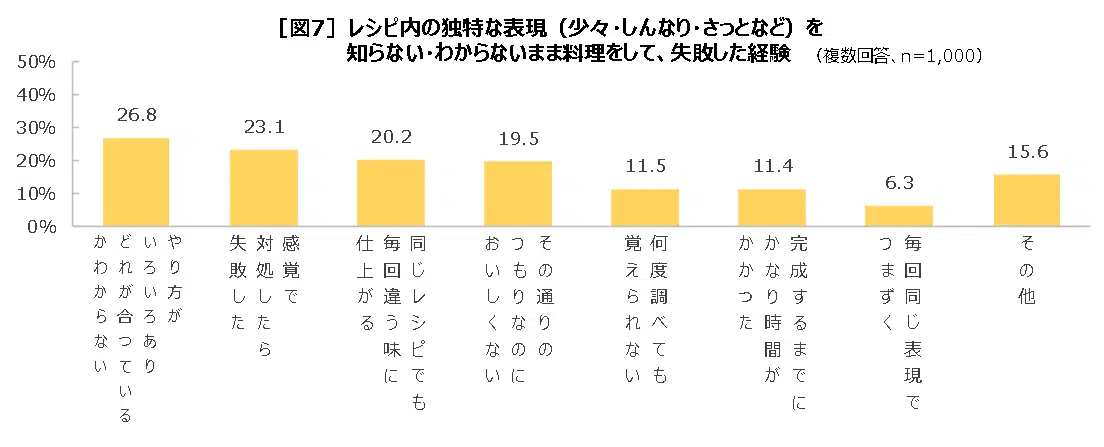 ［図7］レシピ内の独特な表現（少々・しんなり・さっとなど）を
知らない・わからないまま料理をして、失敗した経験 （複数回答、n=1,000）
50%
40%
30%
20%
10%
0%
26.8
23.1
20.2
19.5
11.5
11.4
6.3
15.6
やり方が
いろいろあり
どれが合っている
かわからない
感覚で
対処したら
失敗した
同じレシピでも
毎回違う味に
仕上がる
その通りの
つもりなのに
おいしくない
何度調べても
覚えられない
完成するまでに
かなり時間が
かかった
毎回同じ表現で
つまずく
その他